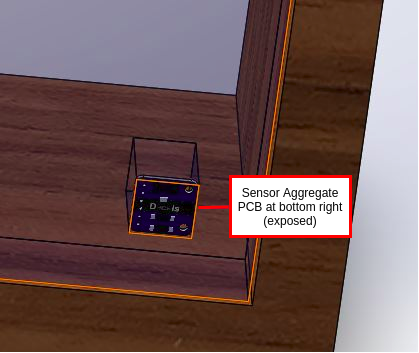 Sensor Aggregate
PCB at bottom right
(exposed)